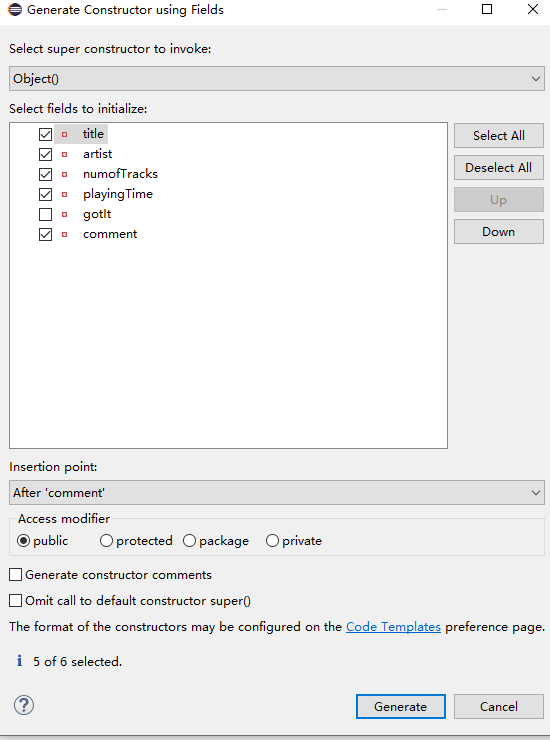 Generate Constructor using Fields
Select super constructor to invoke:
Object()
Select fields to initialize:
title
artist
numofTracks
playingTime
gotIt
comment
Select All
Deselect All
Up
Down
Insertion point:
After 'comment'
Access modifier
public protected package private
Generate constructor comments
Omit call to default constructor super()
The format of the constructors may be configured on the Code Templates preference page.
i 5 of 6 selected.
? Generate Cancel